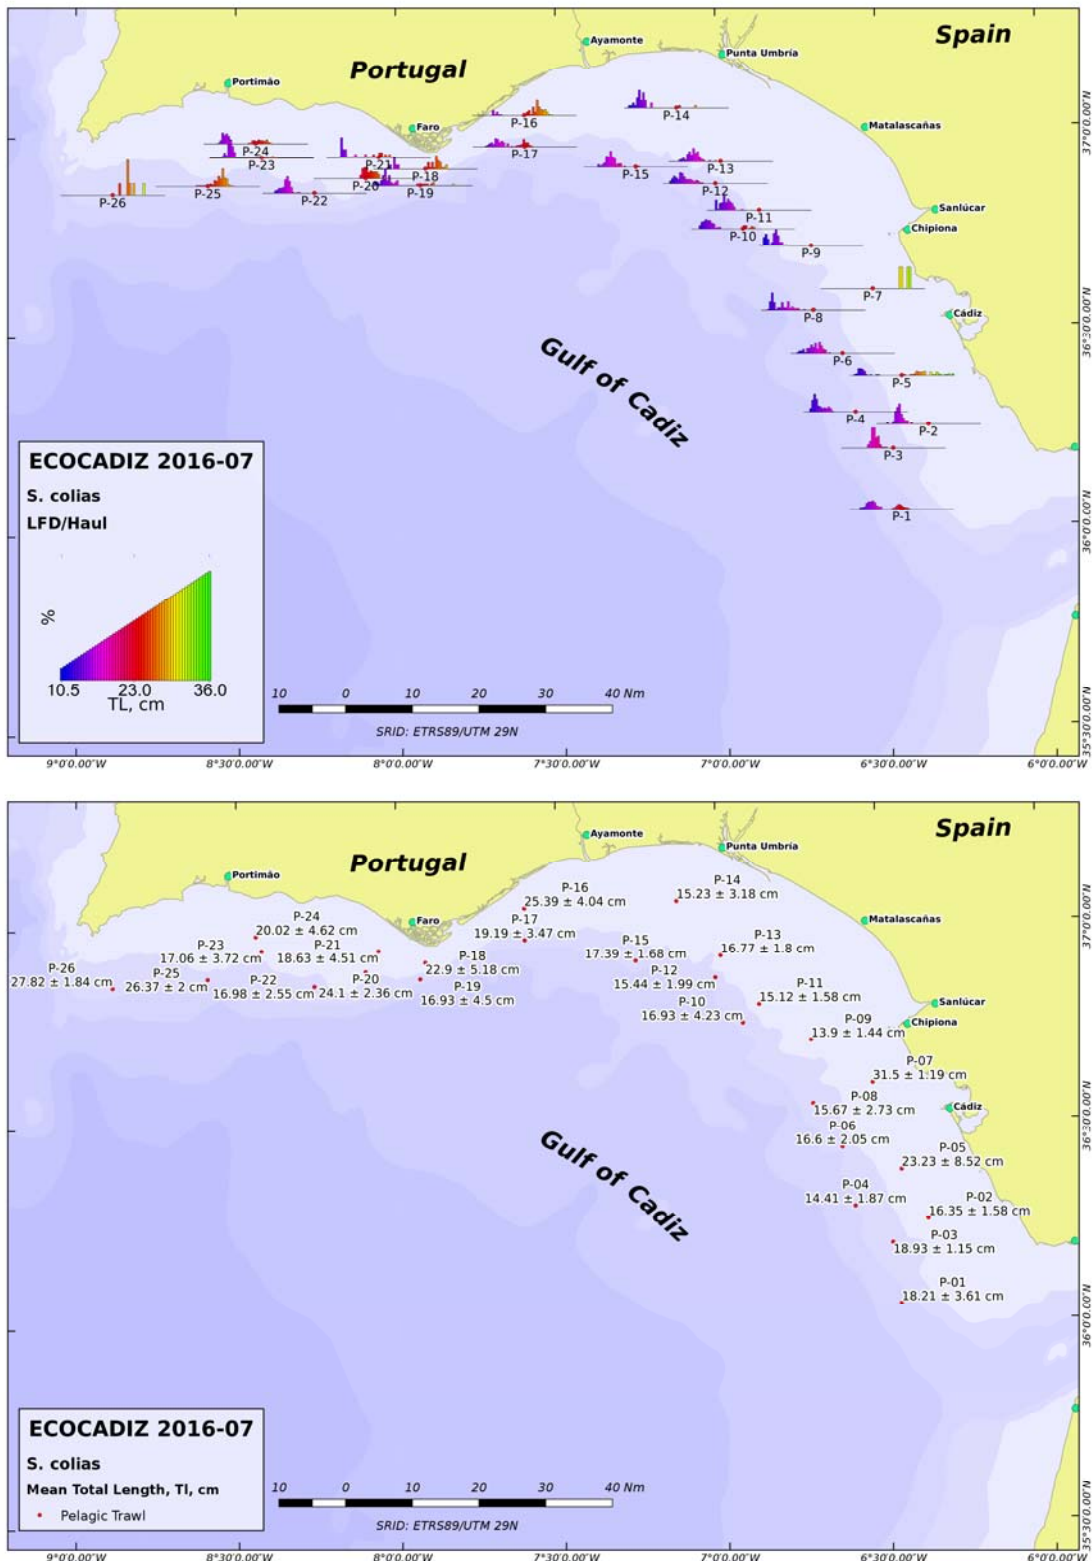 Spain
Ayamonte
Punta Umbría
Portugal
Portimão
Faro
Matalascañas
P-16
P-14
P-24
P-23
P-21
P-17
P-18
P-15
P-13
P-20
P-19
P-12
P-26
P-25
P-22
P-11
P-10
P-9
Sanlúcar
Chipiona
P-7
P-8
Cádiz
Gulf of Cadiz
P-6
P-5
P-4
P-2
P-3
P-1
37°0'0.00"N
36°30'0.00"N
36°0'0.00"N
35°30'0.00"N
ECOCADIZ 2016-07
S. colias
LFD/Haul
%
10.5 23.0 36.0
TL, cm
10 0 10 20 30 40 Nm
SRID: ETRS89/UTM 29N
9°0'0.00"W 8°30'0.00"W 8°0'0.00"W 7°30'0.00"W 7°0'0.00"W 6°30'0.00"W 6°0'0.00"W
Spain
Ayamonte
Punta Umbría
Portugal
Portimão
Faro
Matalascañas
P-14
15.23 ± 3.18 cm
P-16
25.39 ± 4.04 cm
P-24
20.02 ± 4.62 cm
P-17
19.19 ± 3.47 cm
P-23
17.06 ± 3.72 cm
P-21
18.63 ± 4.51 cm
P-15
17.39 ± 1.68 cm
P-13
16.77 ± 1.8 cm
P-26
27.82 ± 1.84 cm
P-25
26.37 ± 2 cm
P-22
16.98 ± 2.55 cm
P-20
24.1 ± 2.36 cm
P-18
22.9 ± 5.18 cm
P-19
16.93 ± 4.5 cm
P-12
15.44 ± 1.99 cm
P-11
15.12 ± 1.58 cm
P-10
16.93 ± 4.23 cm
P-09
13.9 ± 1.44 cm
Sanlúcar
Chipiona
P-07
31.5 ± 1.19 cm
P-08
15.67 ± 2.73 cm
Cádiz
Gulf of Cadiz
P-06
16.6 ± 2.05 cm
P-05
23.23 ± 8.52 cm
P-04
14.41 ± 1.87 cm
P-02
16.35 ± 1.58 cm
P-03
18.93 ± 1.15 cm
P-01
18.21 ± 3.61 cm
37°0'0.00"N
36°30'0.00"N
36°0'0.00"N
35°30'0.00"N
ECOCADIZ 2016-07
S. colias
Mean Total Length, Tl, cm
Pelagic Trawl
10 0 10 20 30 40 Nm
SRID: ETRS89/UTM 29N
9°0'0.00"W 8°30'0.00"W 8°0'0.00"W 7°30'0.00"W 7°0'0.00"W 6°30'0.00"W 6°0'0.00"W